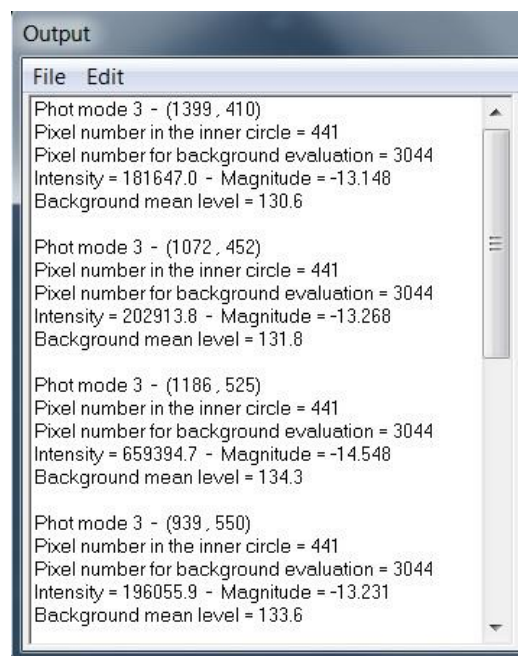 Output
File Edit
Phot mode 3 - (1399 , 410)
Pixel number in the inner circle = 441
Pixel number for background evaluation = 3044
Intensity = 181647.0 - Magnitude = -13.148
Background mean level = 130.6
Phot mode 3 - (1072 , 452)
Pixel number in the inner circle = 441
Pixel number for background evaluation = 3044
Intensity = 202913.8 - Magnitude = -13.268
Background mean level = 131.8
Phot mode 3 - (1186 , 525)
Pixel number in the inner circle = 441
Pixel number for background evaluation = 3044
Intensity = 659394.7 - Magnitude = -14.548
Background mean level = 134.3
Phot mode 3 - (939 , 550)
Pixel number in the inner circle = 441
Pixel number for background evaluation = 3044
Intensity = 196055.9 - Magnitude = -13.231
Background mean level = 133.6